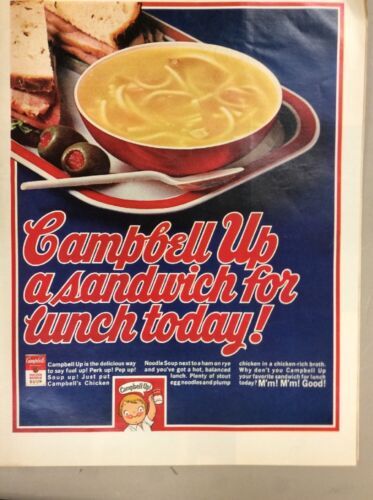 Campbell Up
a sandwich for
lunch today!
Campbell's
SOUP
Campbell Up is the delicious way
to say fuel up! Perk up! Pep up!
Soup up! Just put
Campbell's Chicken
Campbell Up!
Noodle Soup next to a ham on rye
and you've got a hot, balanced
lunch. Plenty of stout
egg noodles and plump
chicken in a chicken-rich broth.
Why don't you Campbell Up
your favorite sandwich for lunch
today? M'm! M'm! Good!